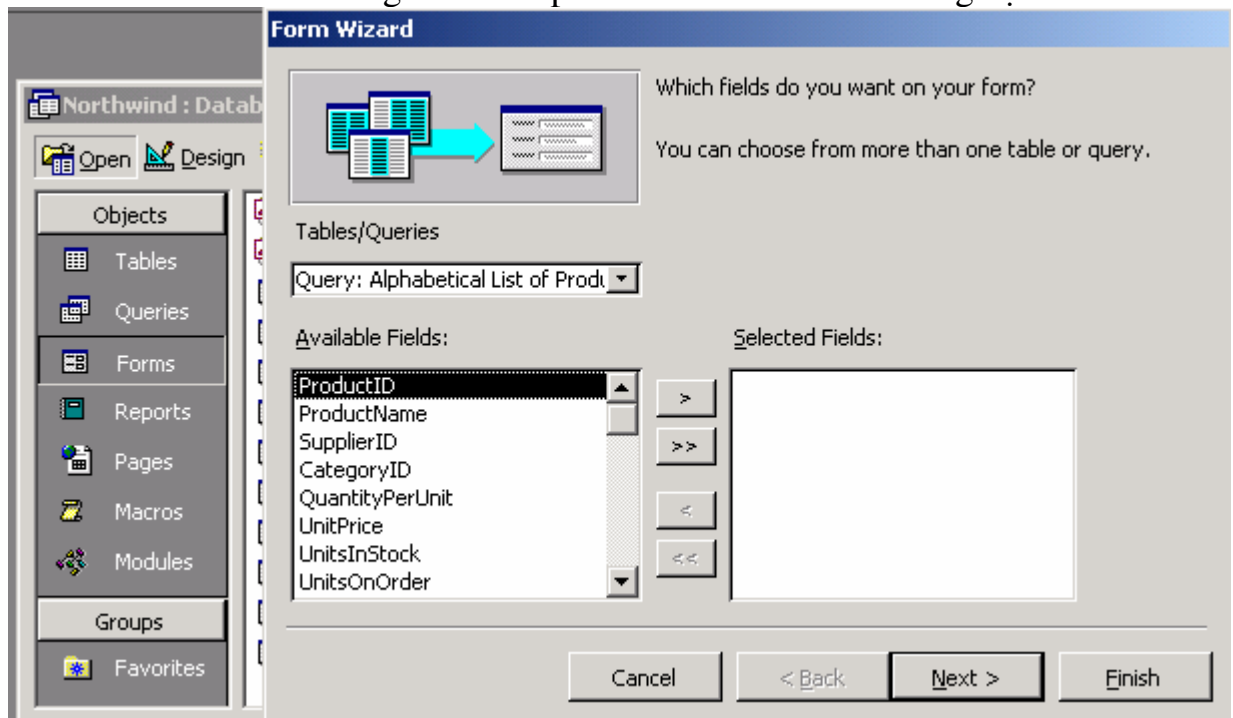 Form Wizard
Which fields do you want on your form?
You can choose from more than one table or query.
Northwind : Datab
Open Design
Objects
Tables
Queries
Forms
Reports
Pages
Macros
Modules
Groups
Favorites
Tables/Queries
Query: Alphabetical List of Produ
Available Fields:
Selected Fields:
ProductID
ProductName
SupplierID
CategoryID
QuantityPerUnit
UnitPrice
UnitsInStock
UnitsOnOrder
>
>>
<
<<
Cancel
< Back
Next >
Finish